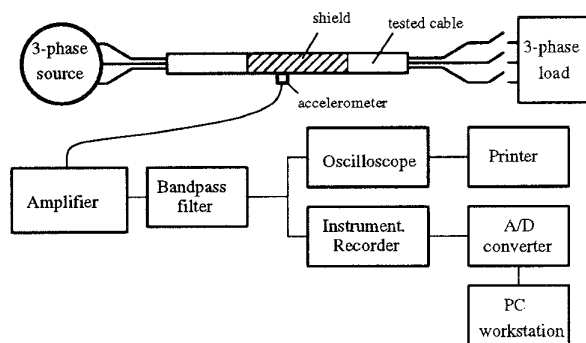 shield
tested cable
3-phase
source
3-phase
load
accelerometer
Amplifier
Bandpass
filter
Oscilloscope
Printer
Instrument.
Recorder
A/D
converter
PC
workstation